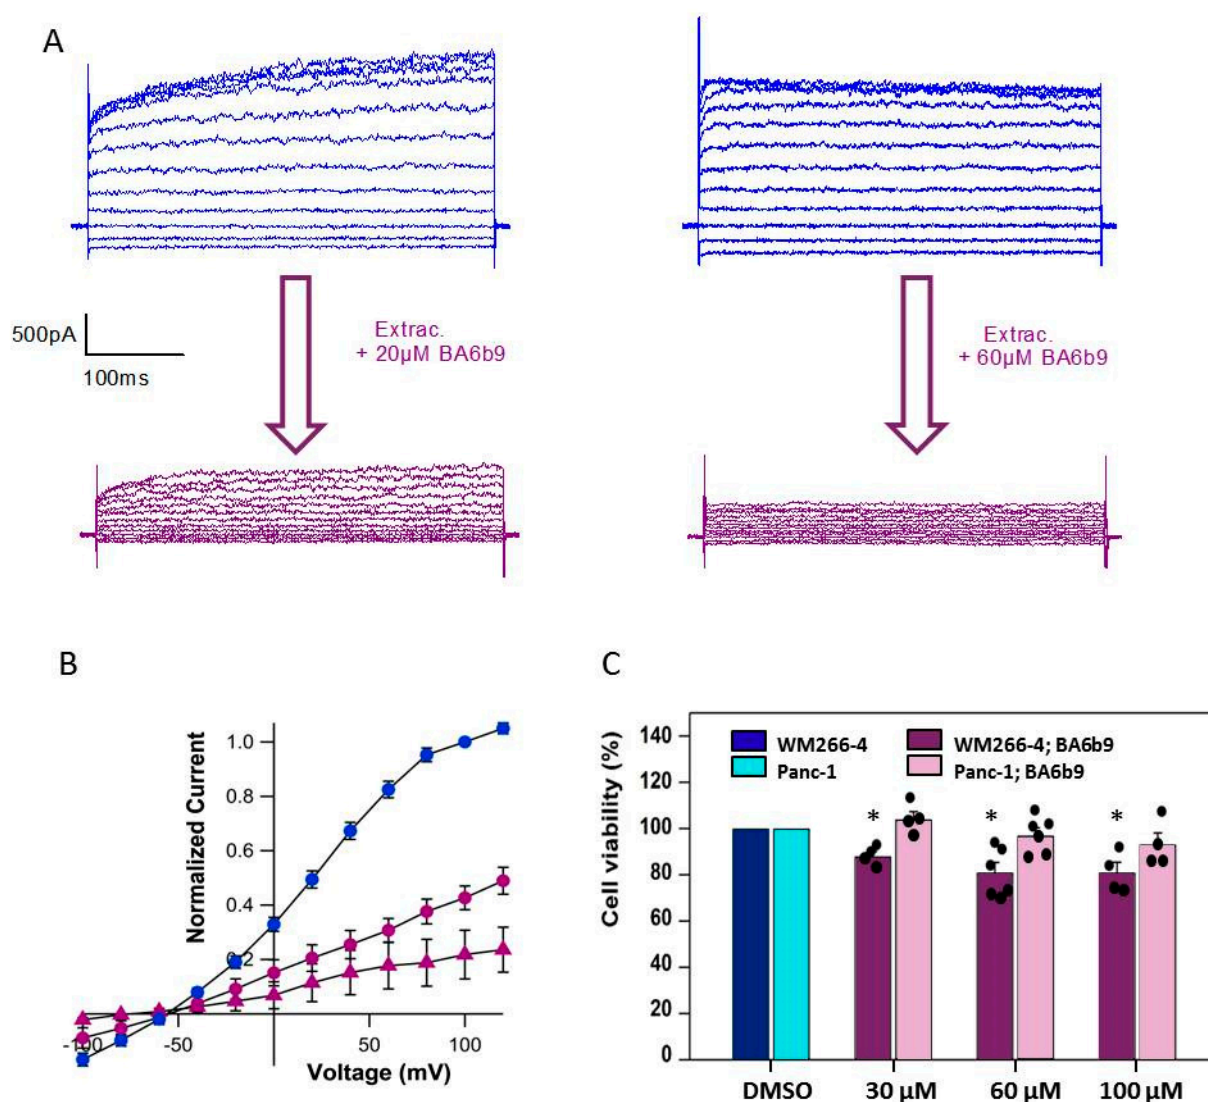 A
500pA
100ms
Extrac.
+ 20µM BA6b9
Extrac.
+ 60µM BA6b9
B
Normalized Current
1.0
0.8
0.6
0.4
0.2
-100
-50
50
100
Voltage (mV)
C
Cell viability (%)
140
120
100
80
60
40
20
0
WM266-4
WM266-4; BA6b9
Panc-1
Panc-1; BA6b9
* * *
DMSO 30 µM 60 µM 100 µM